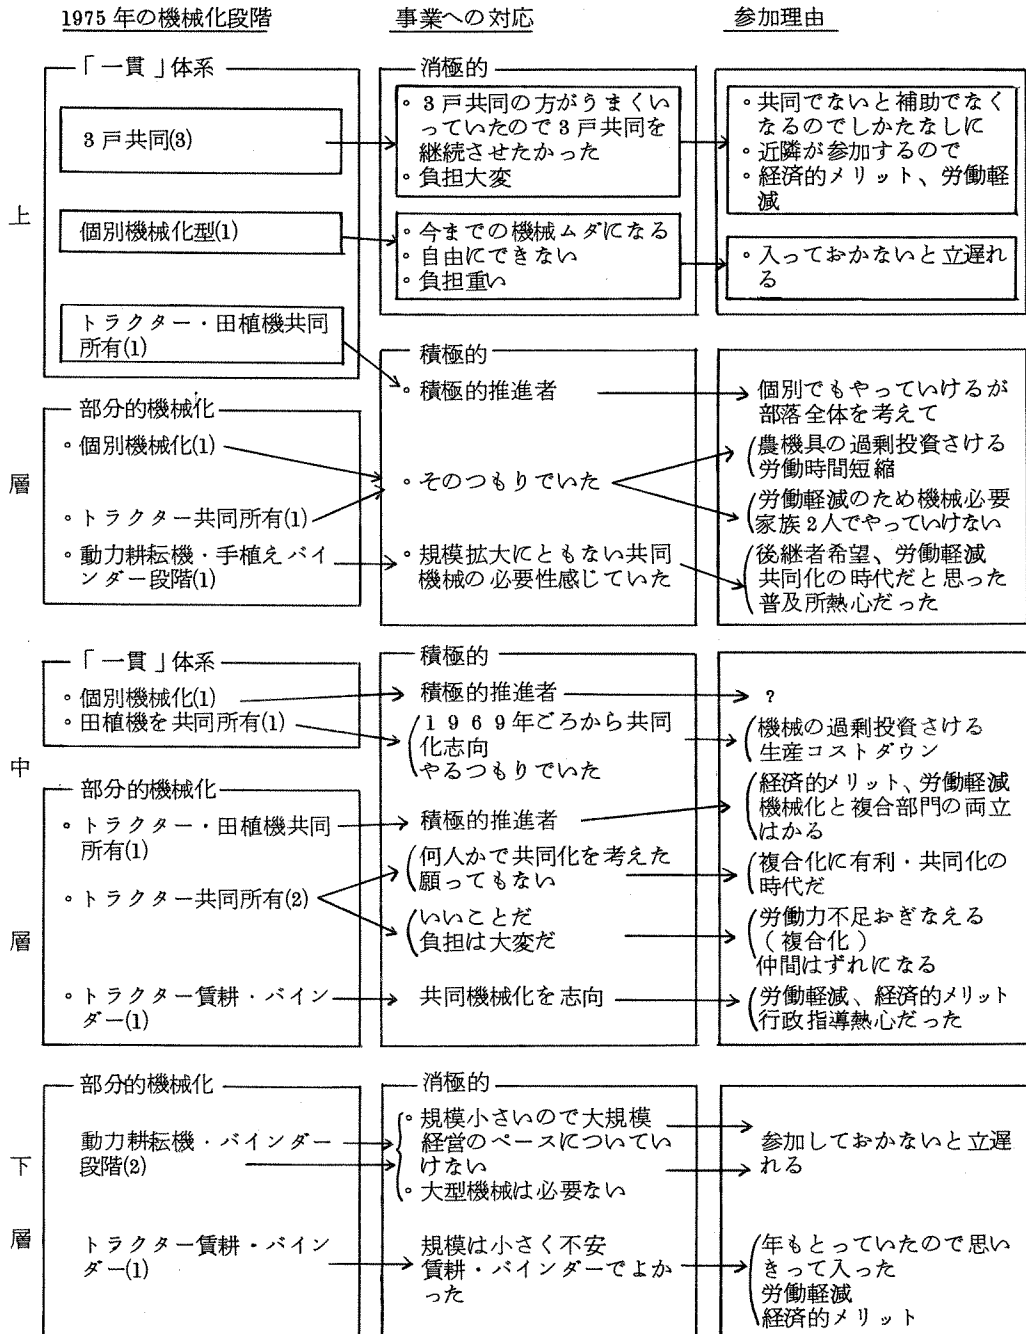 1975年の機械化段階
事業への対応
参加理由
上
層
「一貫」体系
3戸共同(3)
個別機械化型(1)
トラクター・田植機共同
所有(1)
消極的
・3戸共同の方がうまくい
っていたので3戸共同を
継続させたかった
・負担大変
・今までの機械ムダになる
・自由にできない
・負担重い
・共同でないと補助でなく
なるのでしかたなしに
・近隣が参加するので
・経済的メリット、労働軽
減
・入っておかないと立遅れ
る
部分的機械化
・個別機械化(1)
・トラクター共同所有(1)
・動力耕耘機・手植えバイ
ンダー段階(1)
積極的
・積極的推進者
・そのつもりでいた
・規模拡大にともない共同
機械の必要性感じていた
個別でもやっていけるが
部落全体を考えて
農機具の過剰投資さける
労働時間短縮
労働軽減のため機械必要
家族2人でやっていけない
後継者希望、労働軽減
共同化の時代だと思った
普及所熱心だった
中
層
「一貫」体系
・個別機械化(1)
・田植機を共同所有(1)
部分的機械化
・トラクター・田植機共同
所有(1)
・トラクター共同所有(2)
・トラクター賃耕・バイン
ダー(1)
積極的
積極的推進者
1969年ごろから共同
化志向
やるつもりでいた
積極的推進者
何人かで共同化を考えた
願ってもない
いいことだ
負担は大変だ
共同機械化を志向
?
機械の過剰投資さける
生産コストダウン
経済的メリット、労働軽減
機械化と複合部門の両立
はかる
複合化に有利・共同化の
時代だ
労働力不足おぎなえる
(複合化)
仲間はずれになる
労働軽減、経済的メリット
行政指導熱心だった
下
層
部分的機械化
動力耕耘機・バインダー
段階(2)
トラクター賃耕・バイン
ダー(1)
消極的
・規模小さいので大規模
経営のペースについてい
けない
・大型機械は必要ない
規模は小さく不安
賃耕・バインダーでよか
った
参加しておかないと立遅
れる
年もとっていたので思い
きって入った
労働軽減
経済的メリット